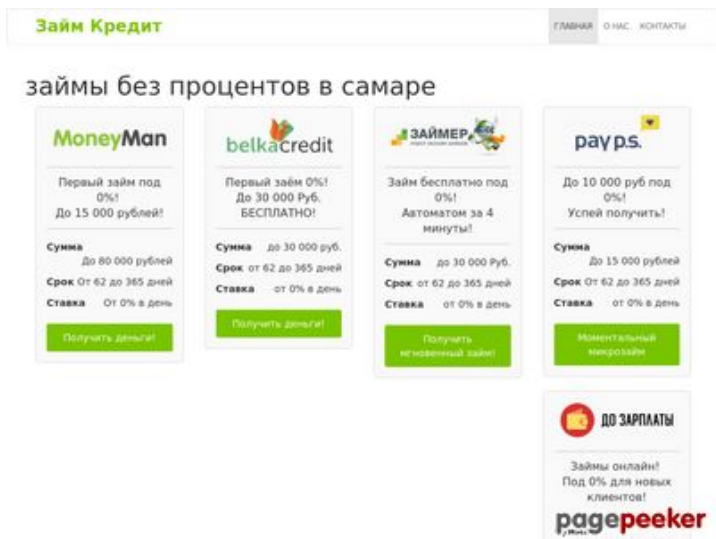 Займ Кредит
ГЛАВНАЯ О НАС. КОНТАКТЫ
займы без процентов в самаре
MoneyMan
Первый займ под
0%!
До 15 000 рублей!
Сумма
До 80 000 рублей
Срок От 62 до 365 дней
Ставка От 0% в день
Получить деньги!
belkacredit
Первый заём 0%!
До 30 000 Руб.
БЕСПЛАТНО!
Сумма до 30 000 руб.
Срок от 62 до 365 дней
Ставка от 0% в день
Получить деньги!
ЗАЙМЕР
Займ бесплатно под
0%!
Автоматом за 4
минуты!
Сумма до 30 000 Руб.
Срок от 62 до 365 дней
Ставка от 0% в день
Получить
мгновенный займ!
pay p.s.
До 10 000 руб под
0%!
Успей получить!
Сумма
До 15 000 рублей
Срок От 62 до 365 дней
Ставка от 0% в день
Моментальный
микрозайм
ДО ЗАРПЛАТЫ
Займы онлайн!
Под 0% для новых
клиентов!
pagepeeker